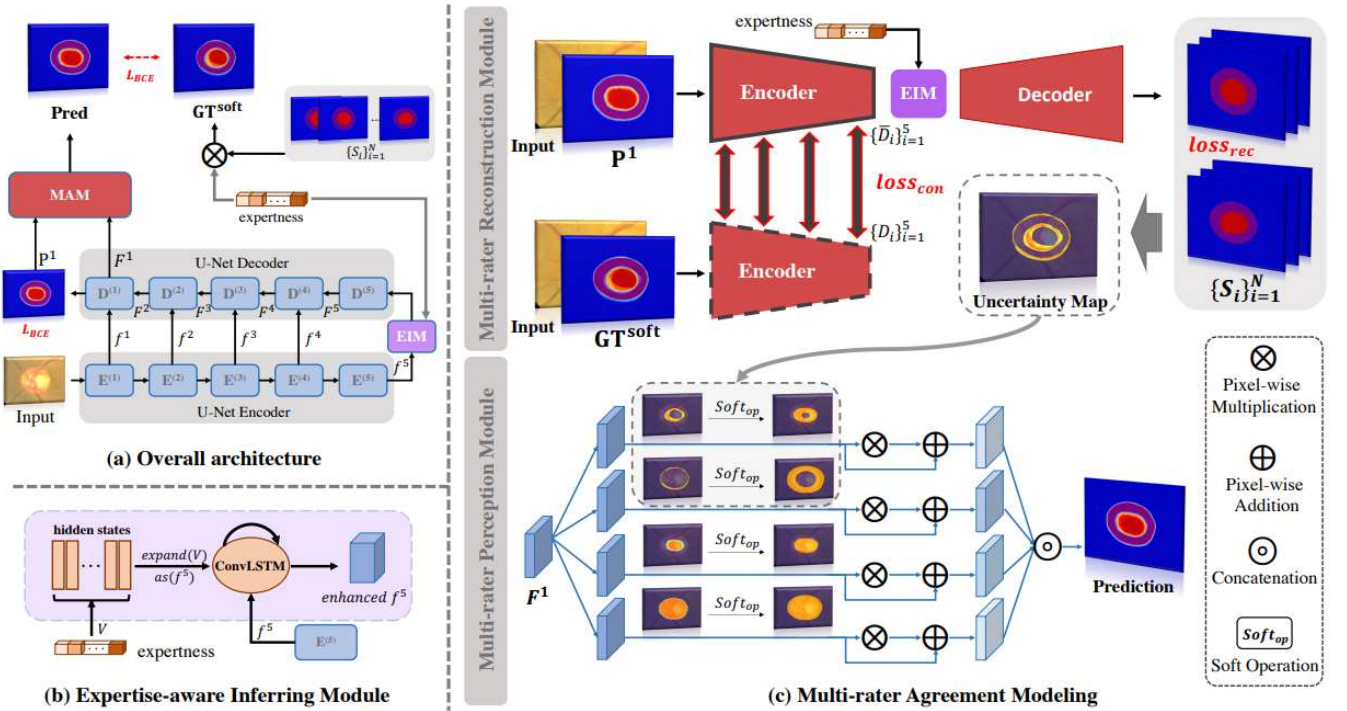 L_BCE
Pred
GT^soft
{S_i}_{i=1}^N
MAM
expertness
P^1
F^1
U-Net Decoder
D^(1)
D^(2)
D^(3)
D^(4)
D^(5)
F^2
F^3
F^4
F^5
L_BCE
EIM
f^1
f^2
f^3
f^4
f^5
E^(1)
E^(2)
E^(3)
E^(4)
E^(5)
Input
U-Net Encoder
(a) Overall architecture
hidden states
...
expand(V)
as(f^5)
ConvLSTM
enhanced f^5
V
f^5
E^(5)
expertness
(b) Expertise-aware Inferring Module
Multi-rater Reconstruction Module
expertness
Encoder
EIM
Decoder
Input
P^1
{D̅_i}_{i=1}^5
loss_rec
loss_con
{D_i}_{i=1}^5
Encoder
Input
GT^soft
Uncertainty Map
{S_i}_{i=1}^N
Multi-rater Perception Module
Soft_op
Soft_op
Soft_op
Soft_op
F^1
Prediction
Pixel-wise
Multiplication
Pixel-wise
Addition
Concatenation
Soft_op
Soft Operation
(c) Multi-rater Agreement Modeling